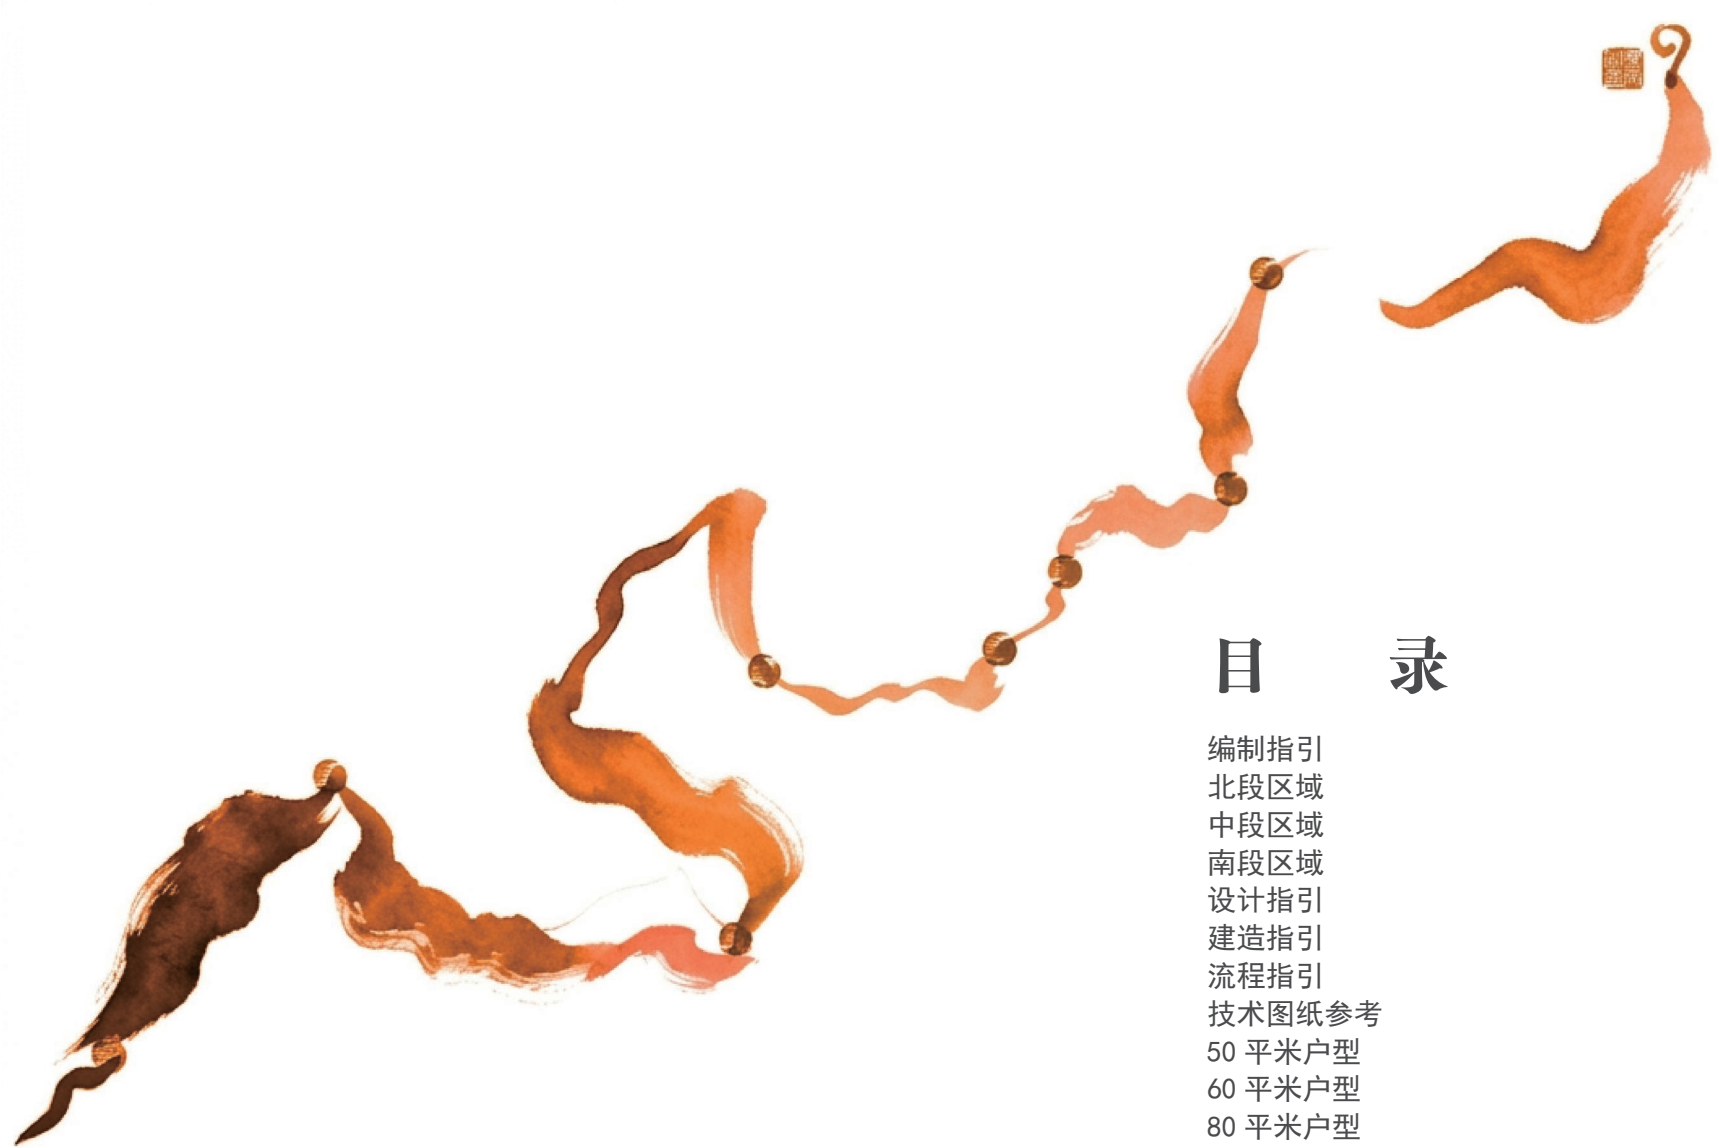 目 录
编制指引
北段区域
中段区域
南段区域
设计指引
建造指引
流程指引
技术图纸参考
50 平米户型
60 平米户型
80 平米户型